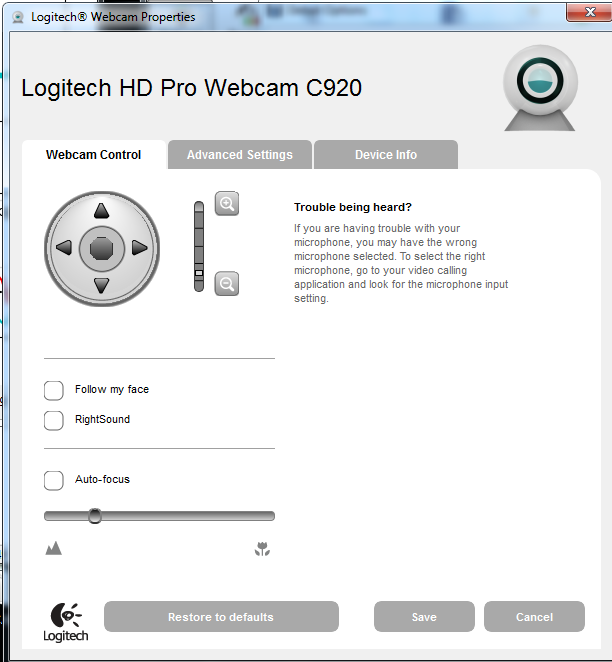 Logitech® Webcam Properties
Logitech HD Pro Webcam C920
Webcam Control
Advanced Settings
Device Info
Trouble being heard?
If you are having trouble with your
microphone, you may have the wrong
microphone selected. To select the right
microphone, go to your video calling
application and look for the microphone input
setting.
Follow my face
RightSound
Auto-focus
Logitech
Restore to defaults
Save
Cancel